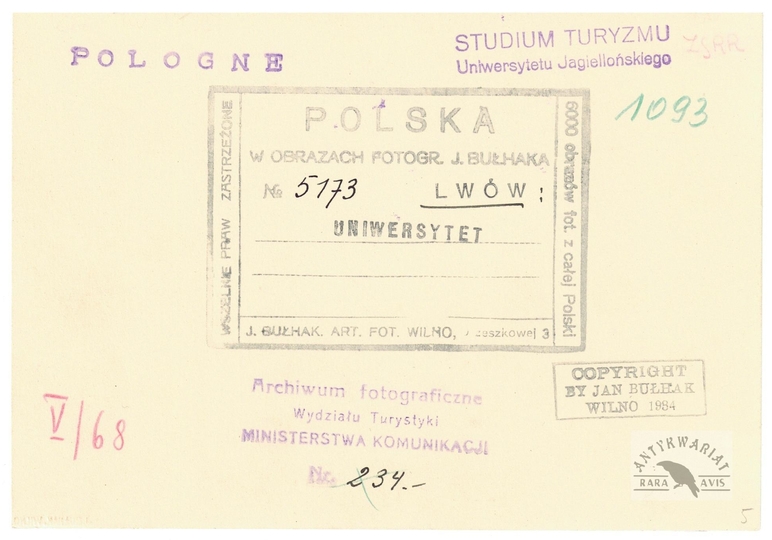 POLOGNE
STUDIUM TURYZMU
Uniwersytetu Jagiellońskiego
ZSRR
1093
POLSKA
W OBRAZACH FOTOGR. J. BUŁHAKA
№ 5173 LWÓW:
UNIWERSYTET
J. BUŁHAK. ART. FOT. WILNO, rzeszkowej 3
WSZELKIE PRAW ZASTRZEŻONE
6000 obrazów fot. z całej Polski
COPYRIGHT
BY JAN BUŁHAK
WILNO 1934
V/68
Archiwum fotograficzne
Wydziału Turystyki
MINISTERSTWA KOMUNIKACJI
Nr. 234.-
ANTYKWARIAT
RARA AVIS
5